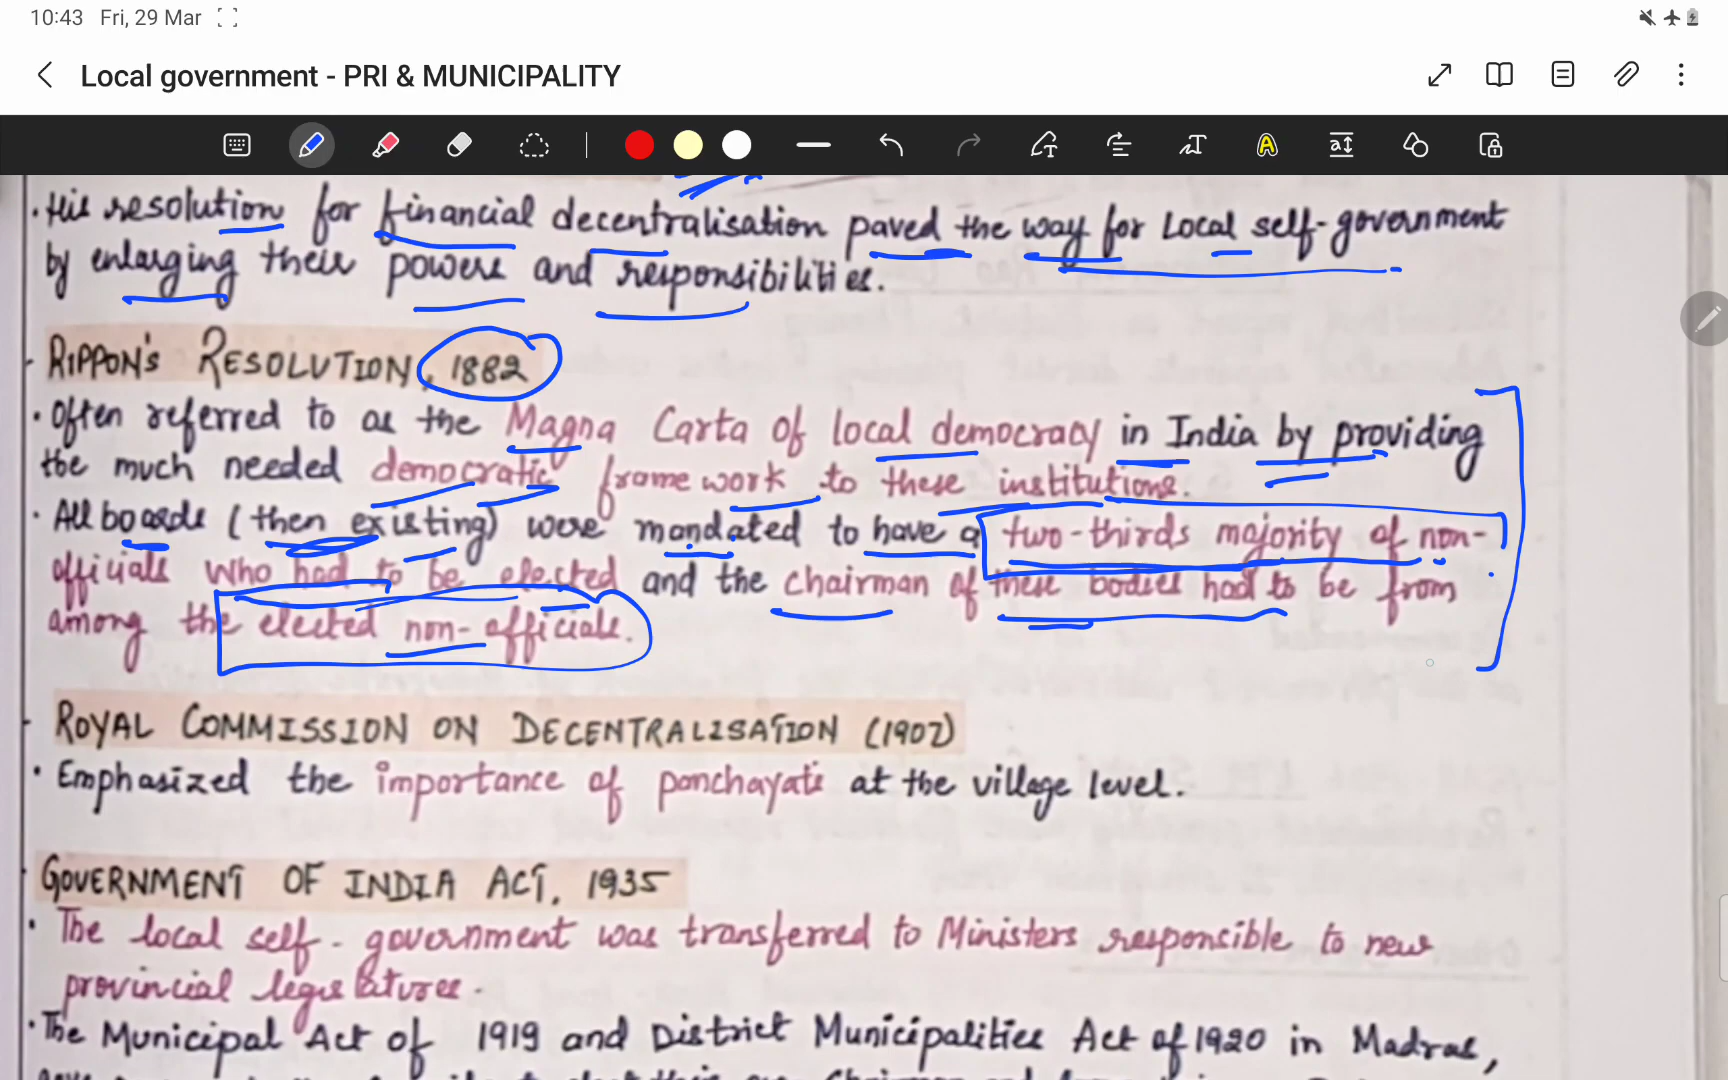 10:43 Fri, 29 Mar
Local government - PRI & MUNICIPALITY
. His resolution for financial decentralisation paved the way for Local self-government
by enlarging their powers and responsibilities.
- RIPPON'S RESOLUTION, 1882
• Often referred to as the Magna Carta of local democracy in India by providing
the much needed democratic frame work to these institutions.
• All boards (then existing) were mandated to have a two-thirds majority of non-
officials who had to be elected and the chairman of these bodies had to be from
among the elected non-officials.
- ROYAL COMMISSION ON DECENTRALISATION (1907)
• Emphasized the importance of panchayats at the village level.
- GOVERNMENT OF INDIA ACT, 1935
• The local self-government was transferred to Ministers responsible to new
provincial legislatures.
• The Municipal Act of 1919 and District Municipalities Act of 1920 in Madras,